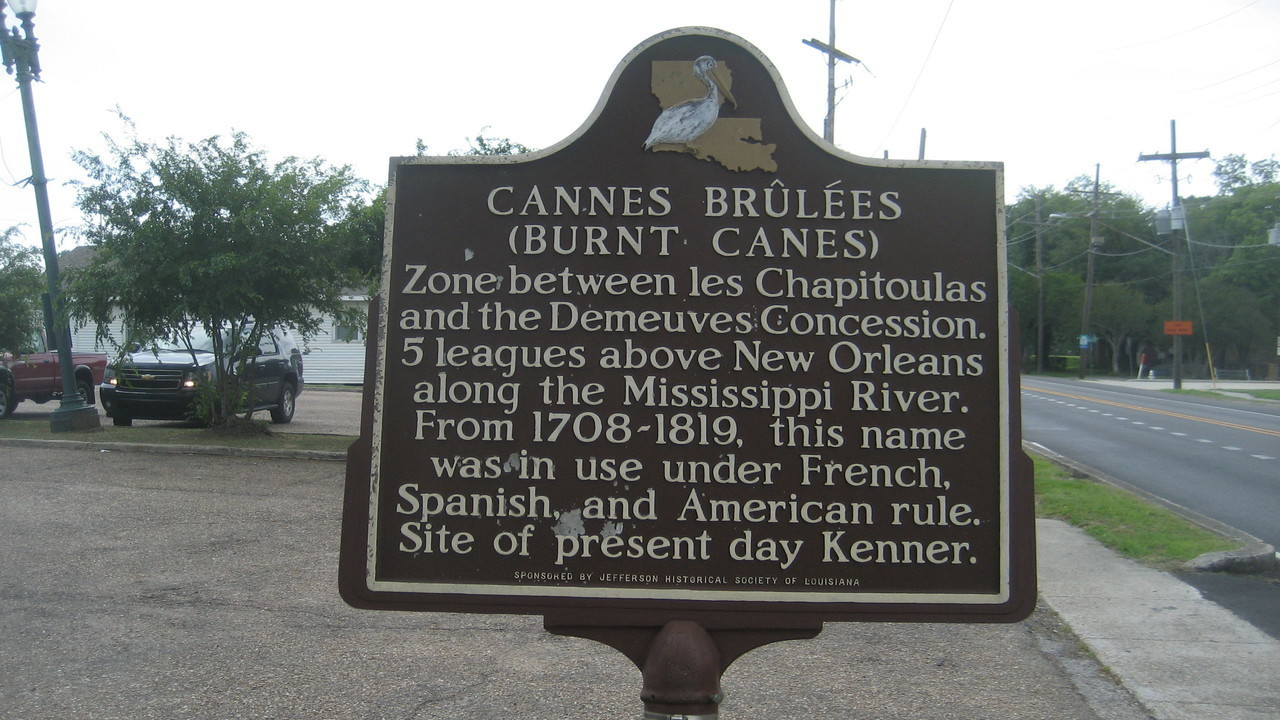 CANNES BRÛLÉES
(BURNT CANES)
Zone between les Chapitoulas
and the Demeuves Concession.
5 leagues above New Orleans
along the Mississippi River.
From 1708-1819, this name
was in use under French,
Spanish, and American rule.
Site of present day Kenner.
SPONSORED BY JEFFERSON HISTORICAL SOCIETY OF LOUISIANA